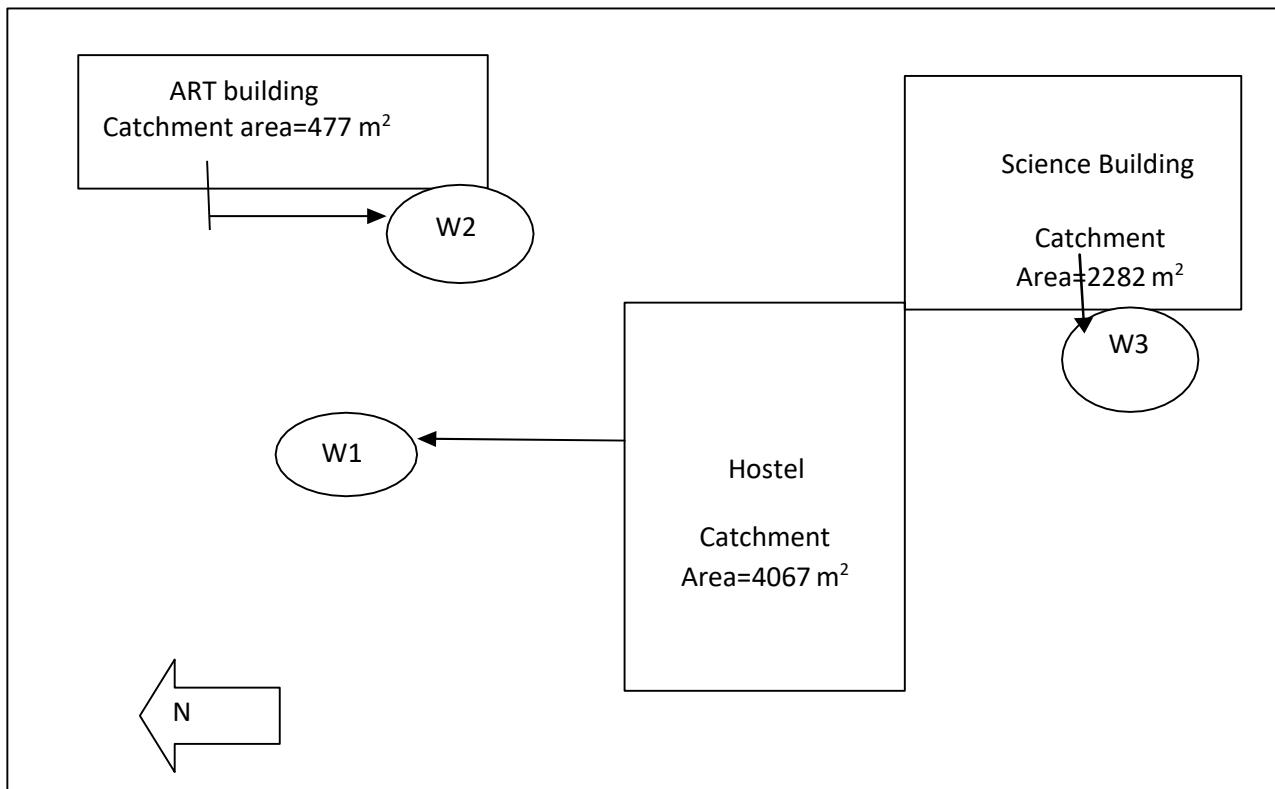 ART building
Catchment area=477 m²
W2
Science Building
Catchment
Area=2282 m²
W3
W1
Hostel
Catchment
Area=4067 m²
N